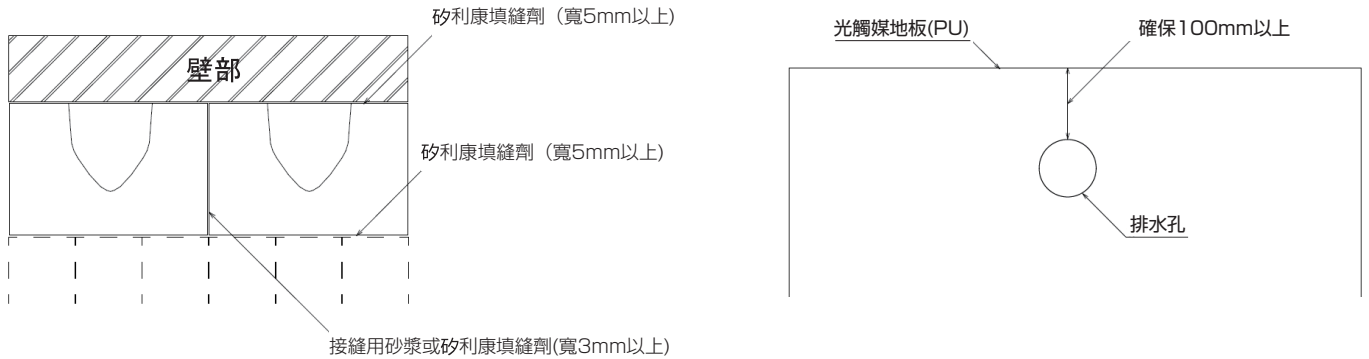 矽利康填縫劑（寬5mm以上)
壁部
矽利康填縫劑（寬5mm以上)
接縫用砂漿或矽利康填縫劑(寬3mm以上)
光觸媒地板(PU)
確保100mm以上
排水孔